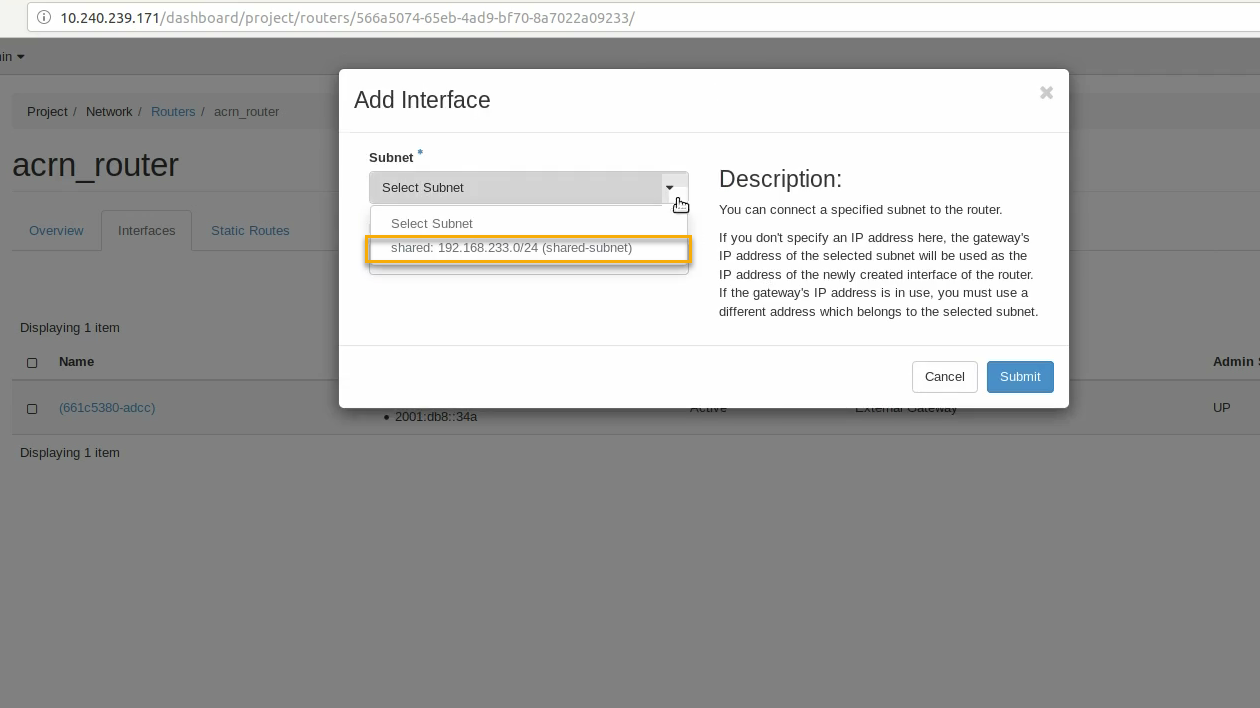 10.240.239.171/dashboard/project/routers/566a5074-65eb-4ad9-bf70-8a7022a09233/
in
Project / Network / Routers / acrn_router
acrn_router
Overview Interfaces Static Routes
Add Interface
Subnet *
Select Subnet
Select Subnet
shared: 192.168.233.0/24 (shared-subnet)
Description:
You can connect a specified subnet to the router.
If you don't specify an IP address here, the gateway's
IP address of the selected subnet will be used as the
IP address of the newly created interface of the router.
If the gateway's IP address is in use, you must use a
different address which belongs to the selected subnet.
Cancel Submit
Displaying 1 item
Name Admin S
(661c5380-adcc) Active External Gateway UP
• 2001:db8::34a
Displaying 1 item